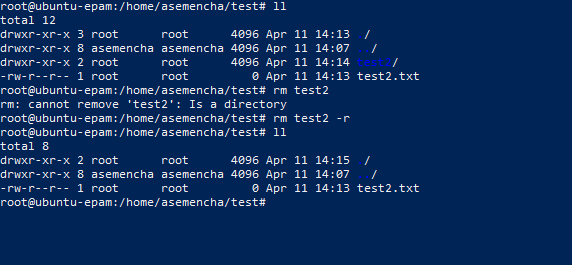 root@ubuntu-epam:/home/asemencha/test# ll
total 12
drwxr-xr-x 3 root      root      4096 Apr 11 14:13 ./
drwxr-xr-x 8 asemencha asemencha 4096 Apr 11 14:07 ../
drwxr-xr-x 2 root      root      4096 Apr 11 14:14 test2/
-rw-r--r-- 1 root      root         0 Apr 11 14:13 test2.txt
root@ubuntu-epam:/home/asemencha/test# rm test2
rm: cannot remove 'test2': Is a directory
root@ubuntu-epam:/home/asemencha/test# rm test2 -r
root@ubuntu-epam:/home/asemencha/test# ll
total 8
drwxr-xr-x 2 root      root      4096 Apr 11 14:15 ./
drwxr-xr-x 8 asemencha asemencha 4096 Apr 11 14:07 ../
-rw-r--r-- 1 root      root         0 Apr 11 14:13 test2.txt
root@ubuntu-epam:/home/asemencha/test#